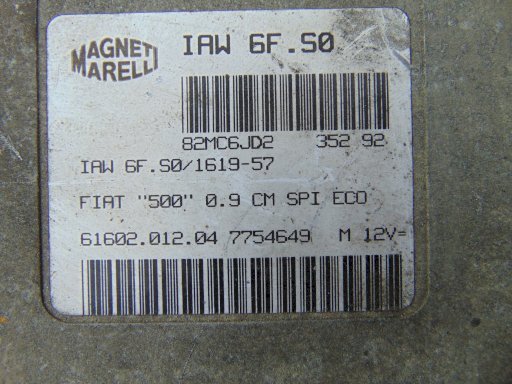 MAGNETI
MARELLI
IAW 6F.S0
82MC6JD2 352 92
IAW 6F.S0/1619-57
FIAT "500" 0.9 CM SPI ECO
61602.012.04 7754649 M 12V=